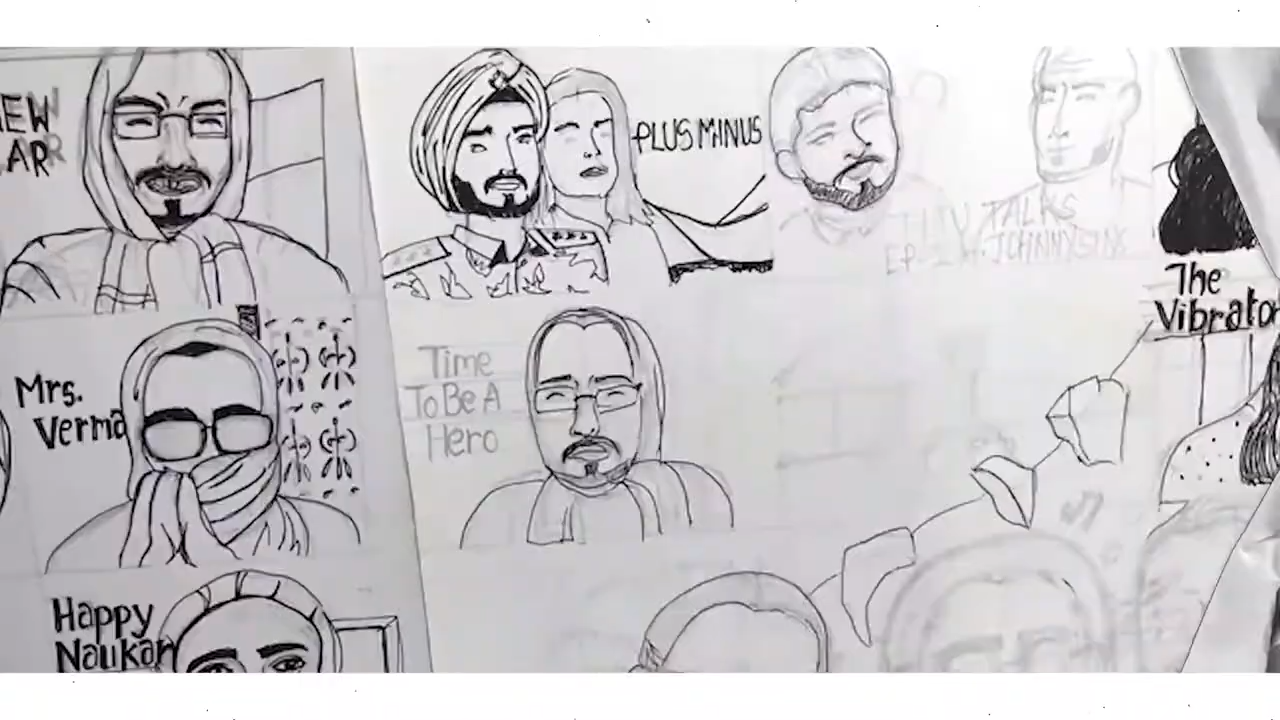 PLUS MINUS
TALKS
JOHNNY SINS
The
Vibrator
Mrs.
Verma
Time
To Be A
Hero
Happy
Naukar